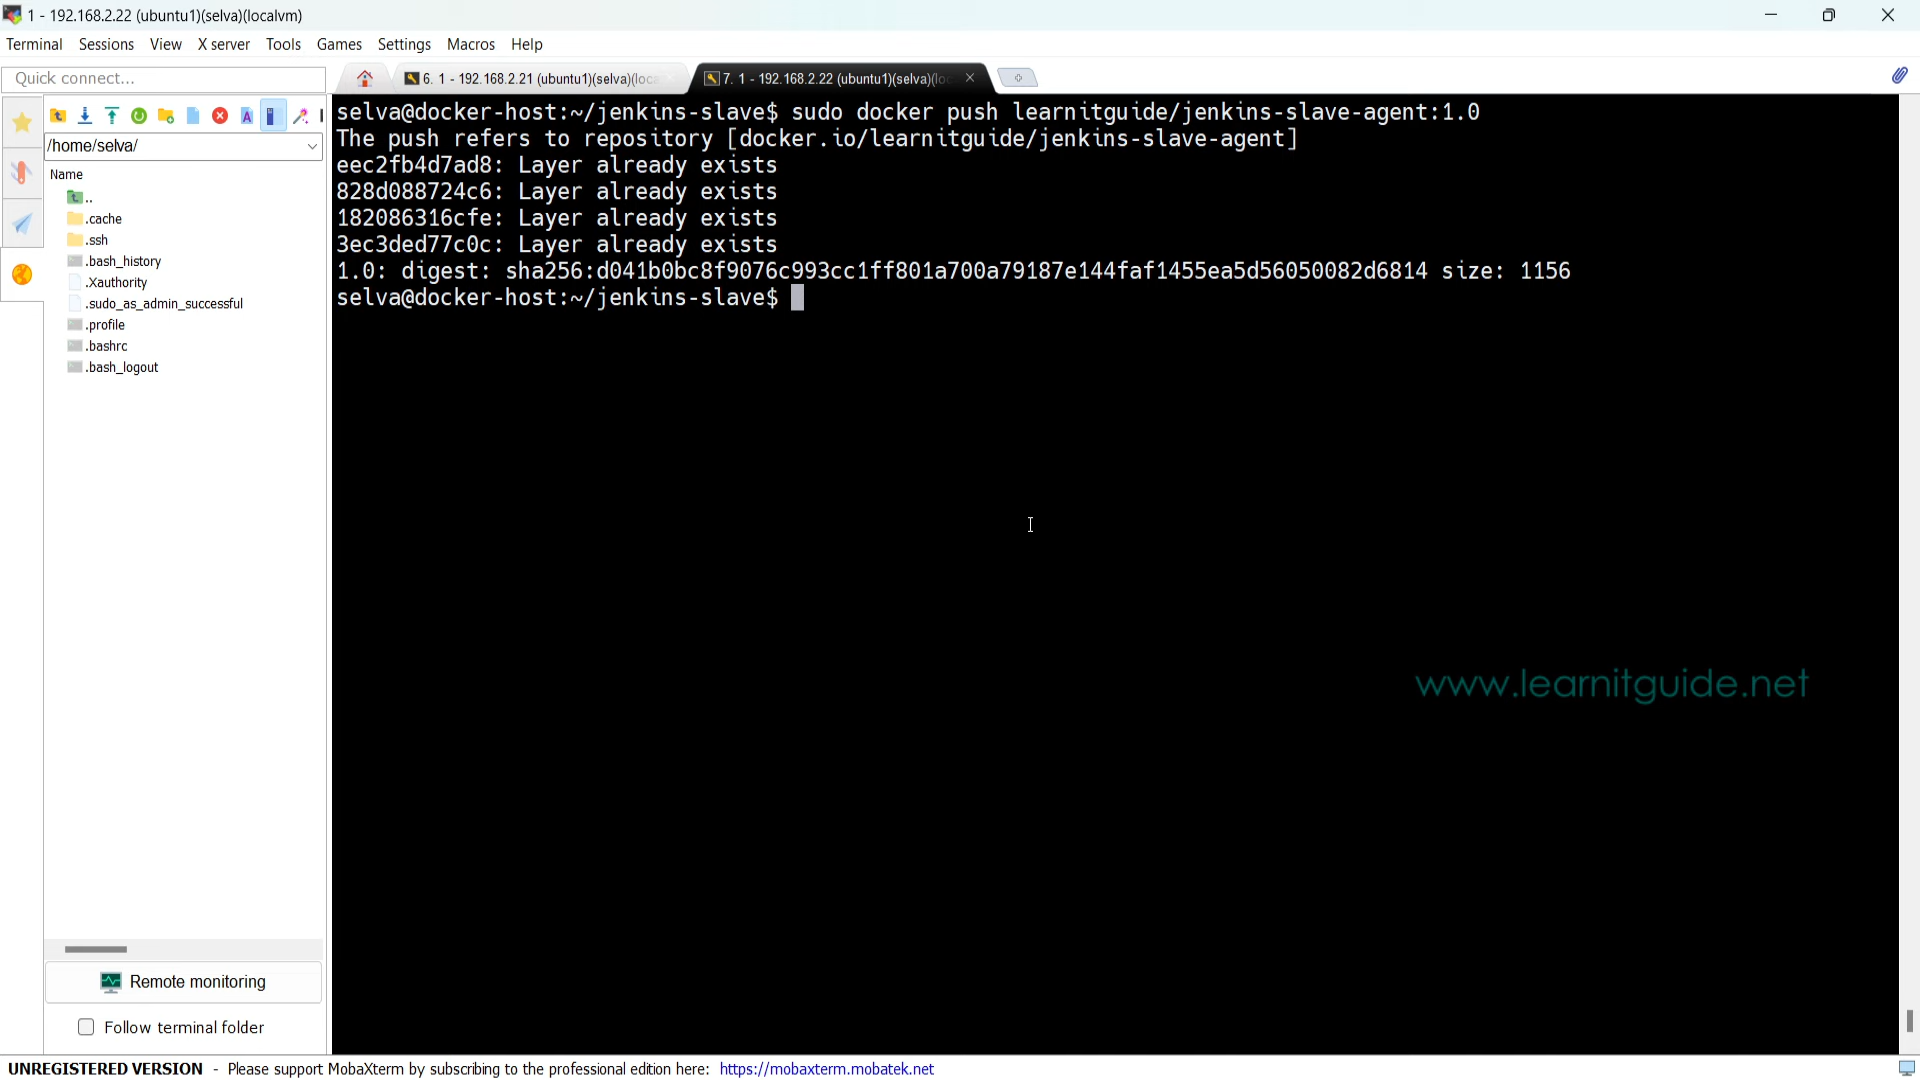 1 - 192.168.2.22 (ubuntu1)(selva)(localvm)
Terminal Sessions View X server Tools Games Settings Macros Help
Quick connect...
6. 1 - 192.168.2.21 (ubuntu1)(selva)(loca
7. 1 - 192.168.2.22 (ubuntu1)(selva)(lo
/home/selva/
Name
..
.cache
.ssh
.bash_history
.Xauthority
.sudo_as_admin_successful
.profile
.bashrc
.bash_logout
Remote monitoring
Follow terminal folder
selva@docker-host:~/jenkins-slave$ sudo docker push learnitguide/jenkins-slave-agent:1.0
The push refers to repository [docker.io/learnitguide/jenkins-slave-agent]
eec2fb4d7ad8: Layer already exists
828d088724c6: Layer already exists
182086316cfe: Layer already exists
3ec3ded77c0c: Layer already exists
1.0: digest: sha256:d041b0bc8f9076c993cc1ff801a700a79187e144faf1455ea5d56050082d6814 size: 1156
selva@docker-host:~/jenkins-slave$
www.learnitguide.net
UNREGISTERED VERSION - Please support MobaXterm by subscribing to the professional edition here: https://mobaxterm.mobatek.net